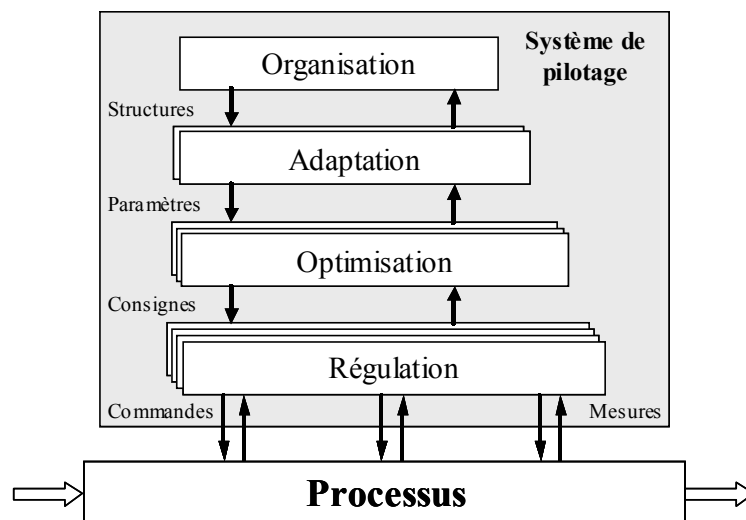 Système de
pilotage
Organisation
Structures
Adaptation
Paramètres
Optimisation
Consignes
Régulation
Commandes
Mesures
Processus